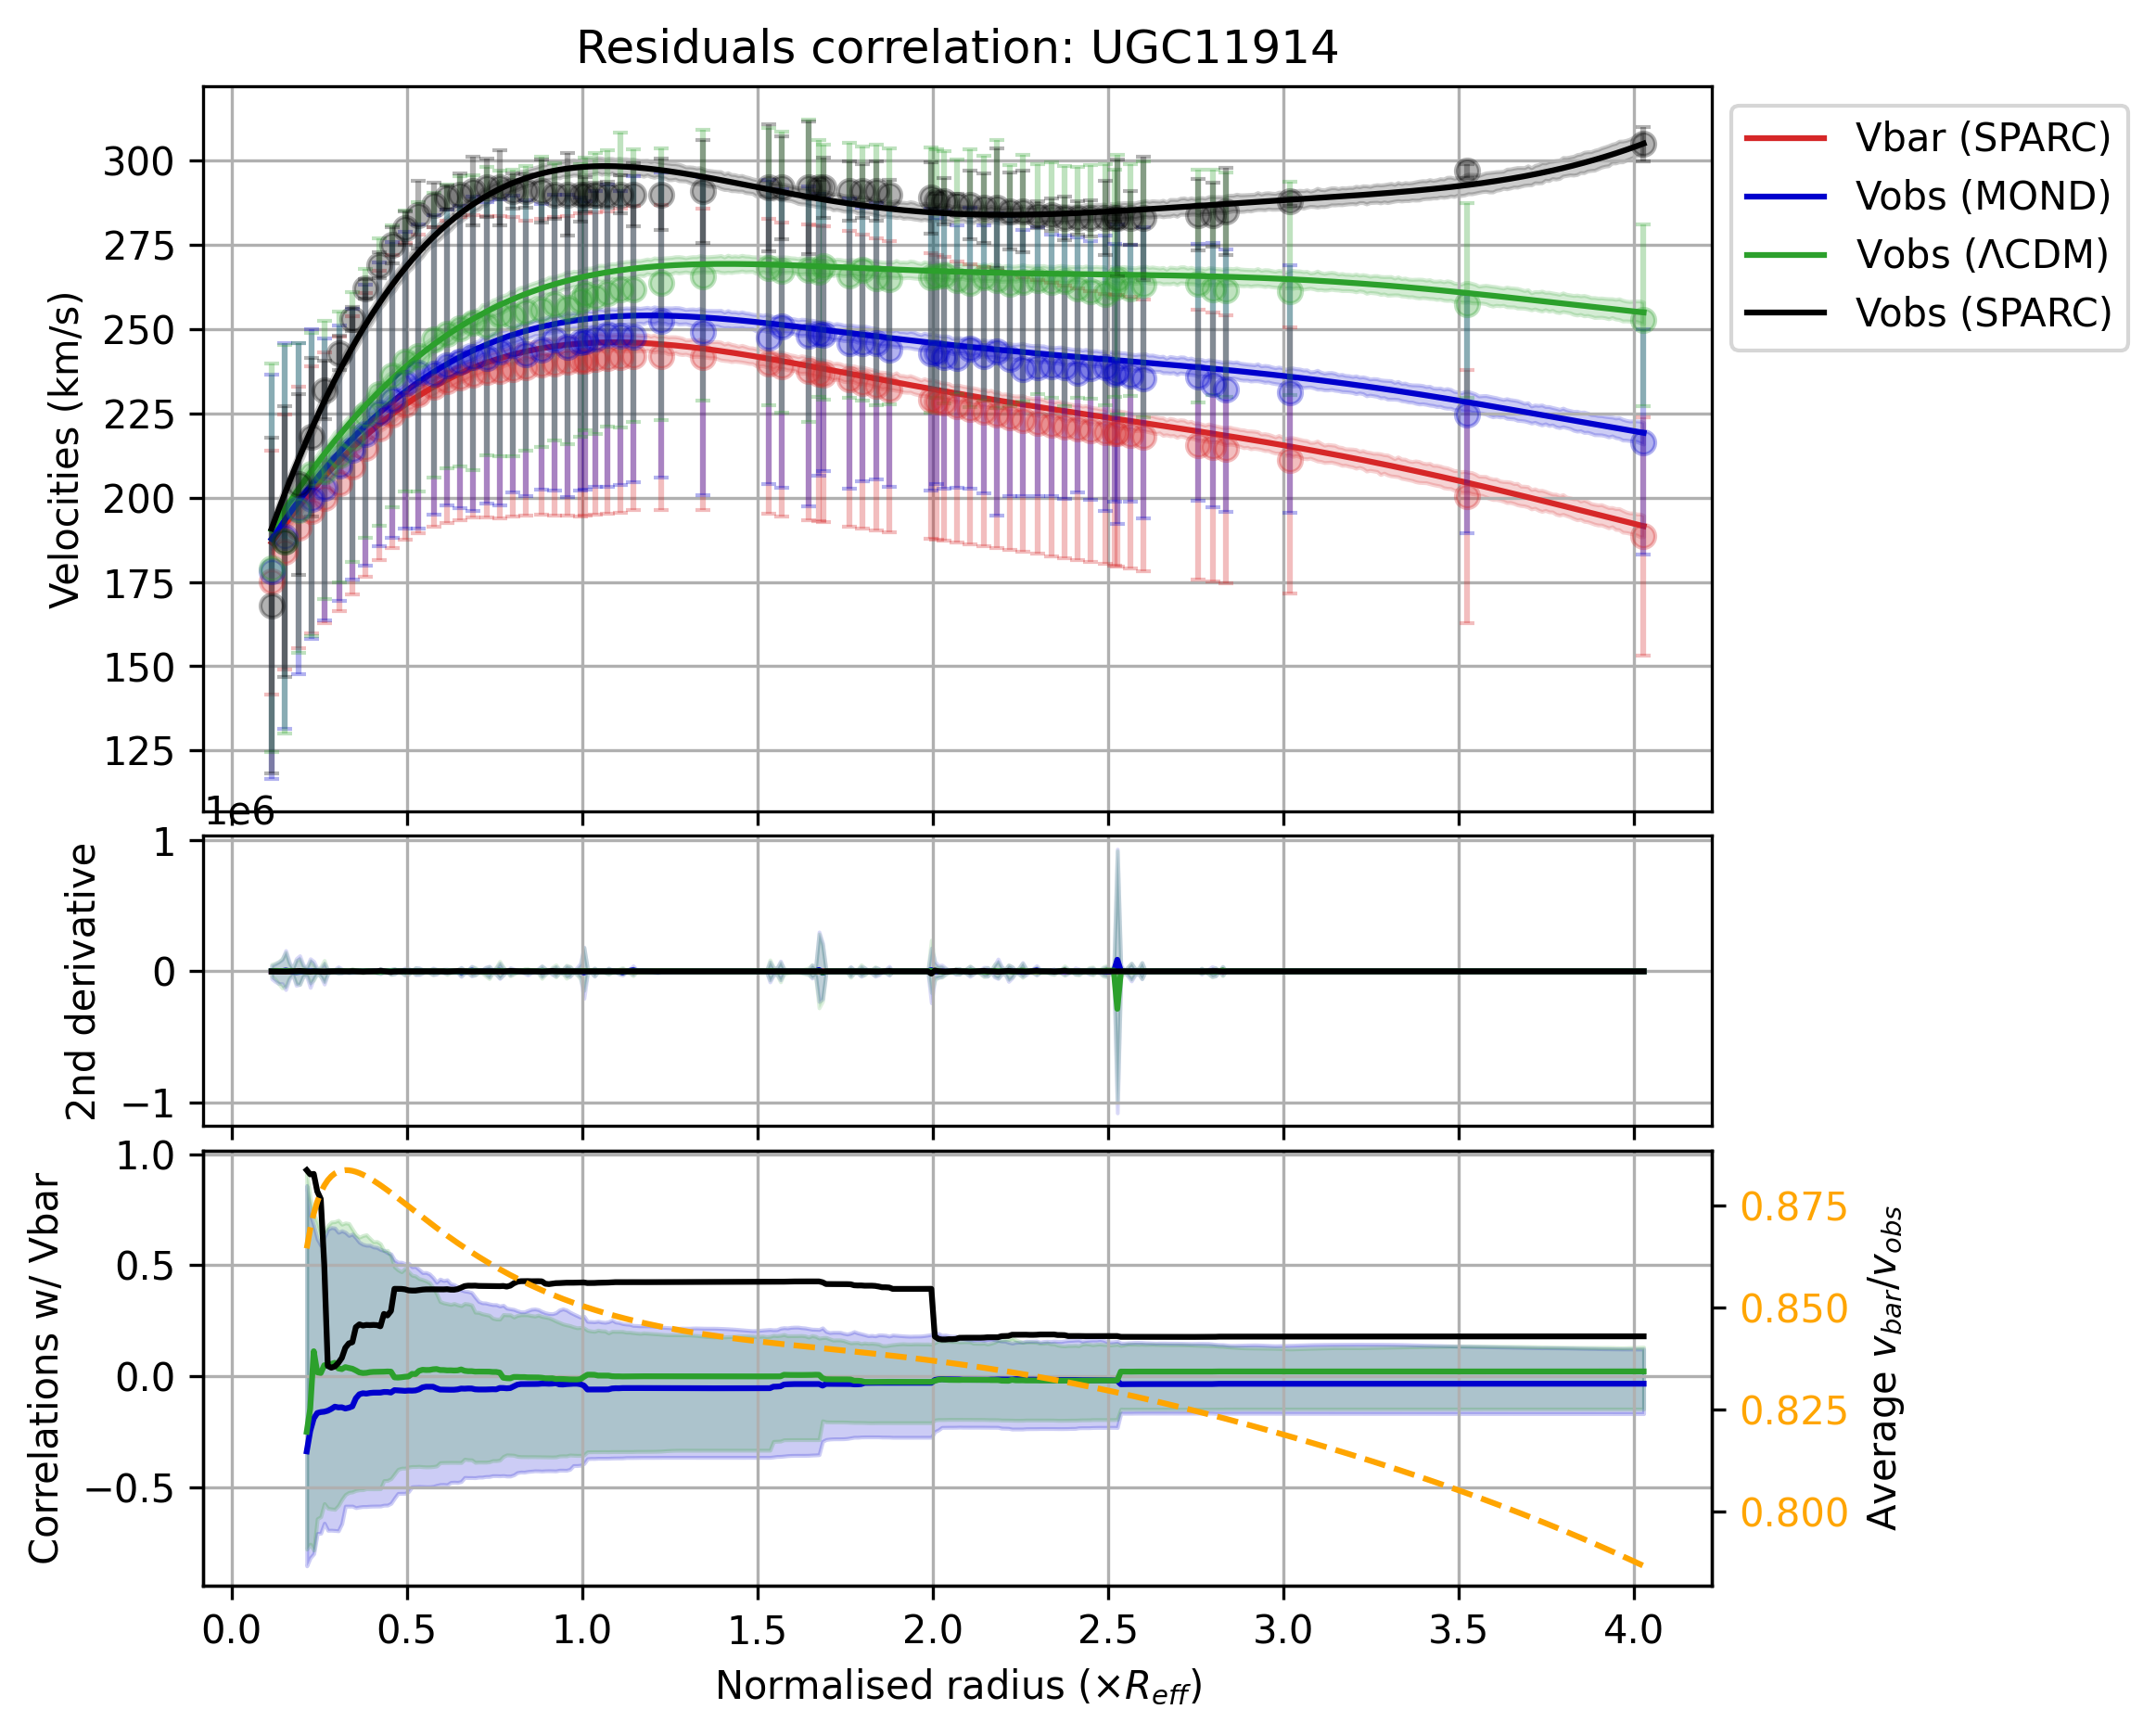 Residuals correlation: UGC11914
Velocities (km/s)
300
275
250
225
200
175
150
125
Vbar (SPARC)
Vobs (MOND)
Vobs (ΛCDM)
Vobs (SPARC)
1e6
2nd derivative
1
0
−1
Correlations w/ Vbar
1.0
0.5
0.0
−0.5
0.875
0.850
0.825
0.800
Average v_bar/v_obs
0.0 0.5 1.0 1.5 2.0 2.5 3.0 3.5 4.0
Normalised radius (×R_eff)